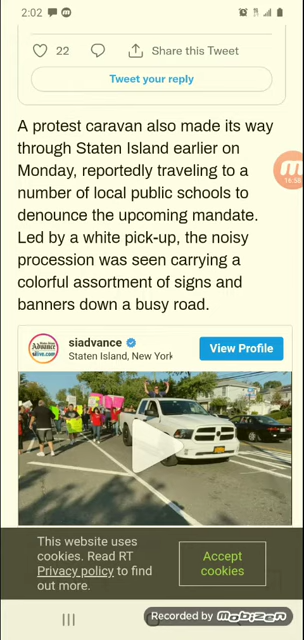 2:02
22
Share this Tweet
Tweet your reply
A protest caravan also made its way
through Staten Island earlier on
Monday, reportedly traveling to a
number of local public schools to
denounce the upcoming mandate.
Led by a white pick-up, the noisy
procession was seen carrying a
colorful assortment of signs and
banners down a busy road.
siadvance
Staten Island, New York
View Profile
ADVANCE
This website uses
cookies. Read RT
Privacy policy to find
out more.
Accept
cookies
Recorded by mobizen